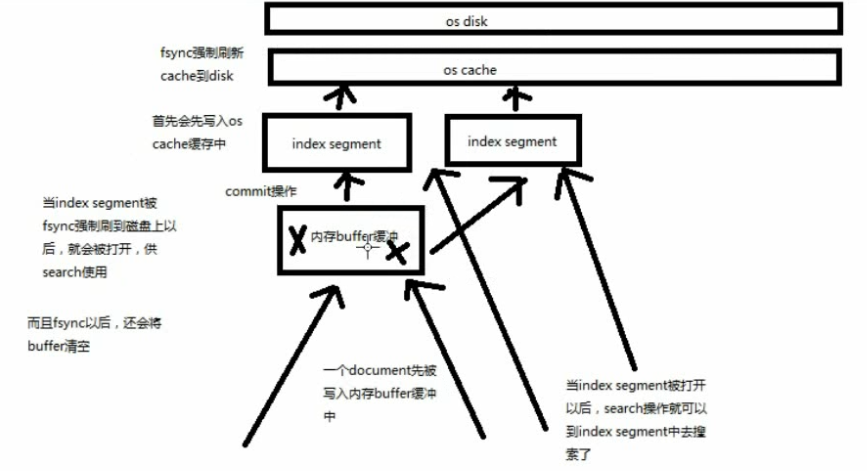 os disk
fsync强制刷新
cache到disk
os cache
首先会先写入os
cache缓存中
index segment
index segment
commit操作
当index segment被
fsync强制刷到磁盘上以
后，就会被打开，供
search使用
内存buffer缓冲
而且fsync以后，还会将
buffer清空
一个document先被
写入内存buffer缓冲
中
当index segment被打开
以后，search操作就可以
到index segment中去搜
索了